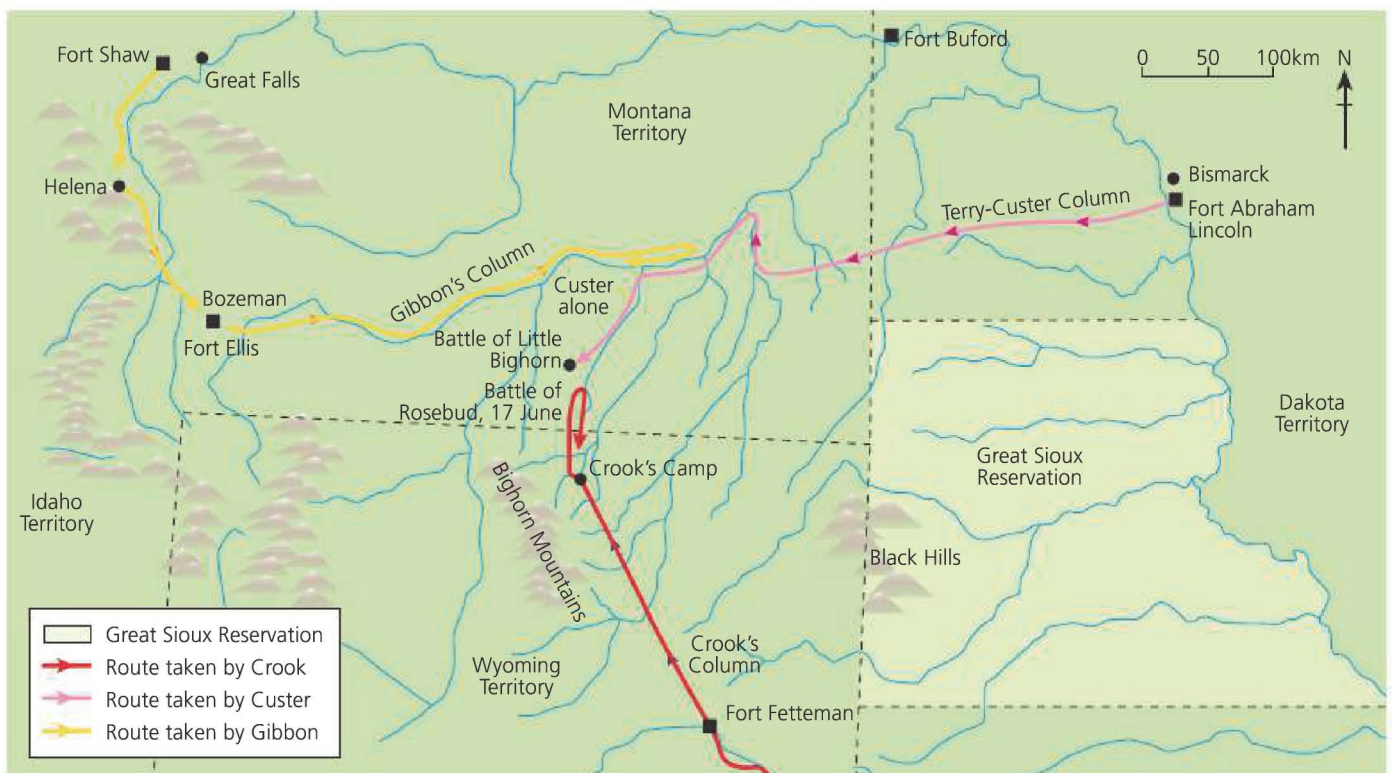 Fort Shaw
Great Falls
Fort Buford
0 50 100km
N
Montana
Territory
Helena
Bismarck
Fort Abraham
Lincoln
Terry-Custer Column
Gibbon's Column
Bozeman
Fort Ellis
Custer
alone
Battle of Little
Bighorn
Battle of
Rosebud, 17 June
Dakota
Territory
Great Sioux
Reservation
Crook's Camp
Idaho
Territory
Bighorn Mountains
Black Hills
Crook's
Column
Wyoming
Territory
Fort Fetteman
Great Sioux Reservation
Route taken by Crook
Route taken by Custer
Route taken by Gibbon